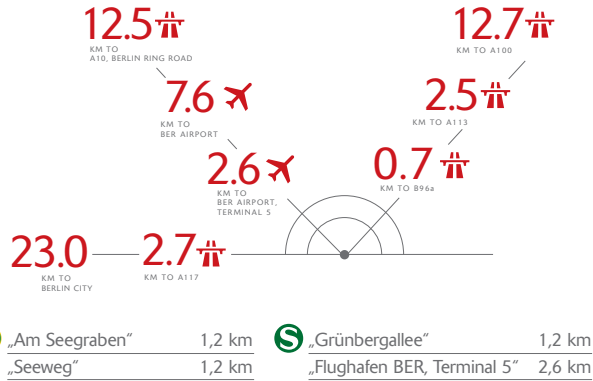 12.5
KM TO
A10, BERLIN RING ROAD
12.7
KM TO A100
7.6
KM TO
BER AIRPORT
2.5
KM TO A113
2.6
KM TO
BER AIRPORT,
TERMINAL 5
0.7
KM TO B96a
23.0
KM TO
BERLIN CITY
2.7
KM TO A117
„Am Seegraben“ 1,2 km
„Seeweg“ 1,2 km
S „Grünbergallee“ 1,2 km
„Flughafen BER, Terminal 5“ 2,6 km